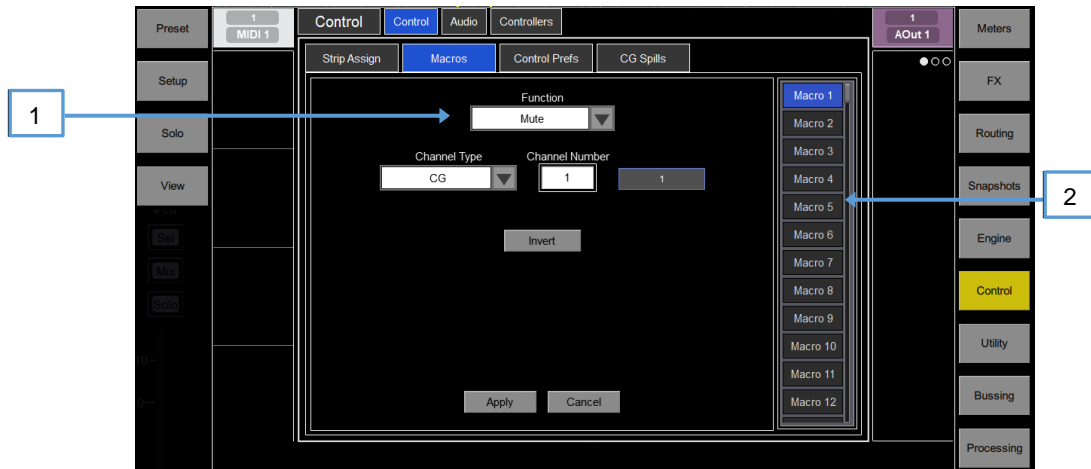 Preset
Setup
Solo
View
Sel
Mix
Solo
1
MIDI 1
Control
Control
Audio
Controllers
Strip Assign
Macros
Control Prefs
CG Spills
Function
Mute
Channel Type
Channel Number
CG
1
1
Invert
Apply
Cancel
Macro 1
Macro 2
Macro 3
Macro 4
Macro 5
Macro 6
Macro 7
Macro 8
Macro 9
Macro 10
Macro 11
Macro 12
1
AOut 1
Meters
FX
Routing
Snapshots
Engine
Control
Utility
Bussing
Processing
1
2